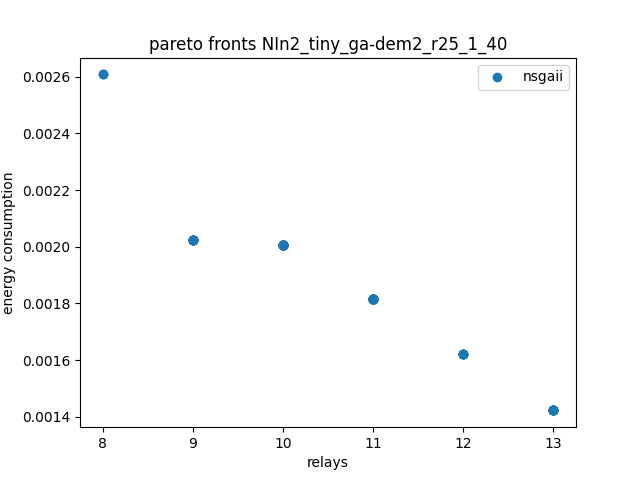 pareto fronts NIn2_tiny_ga-dem2_r25_1_40
nsgaii
0.0026
0.0024
0.0022
0.0020
0.0018
0.0016
0.0014
energy consumption
8 9 10 11 12 13
relays